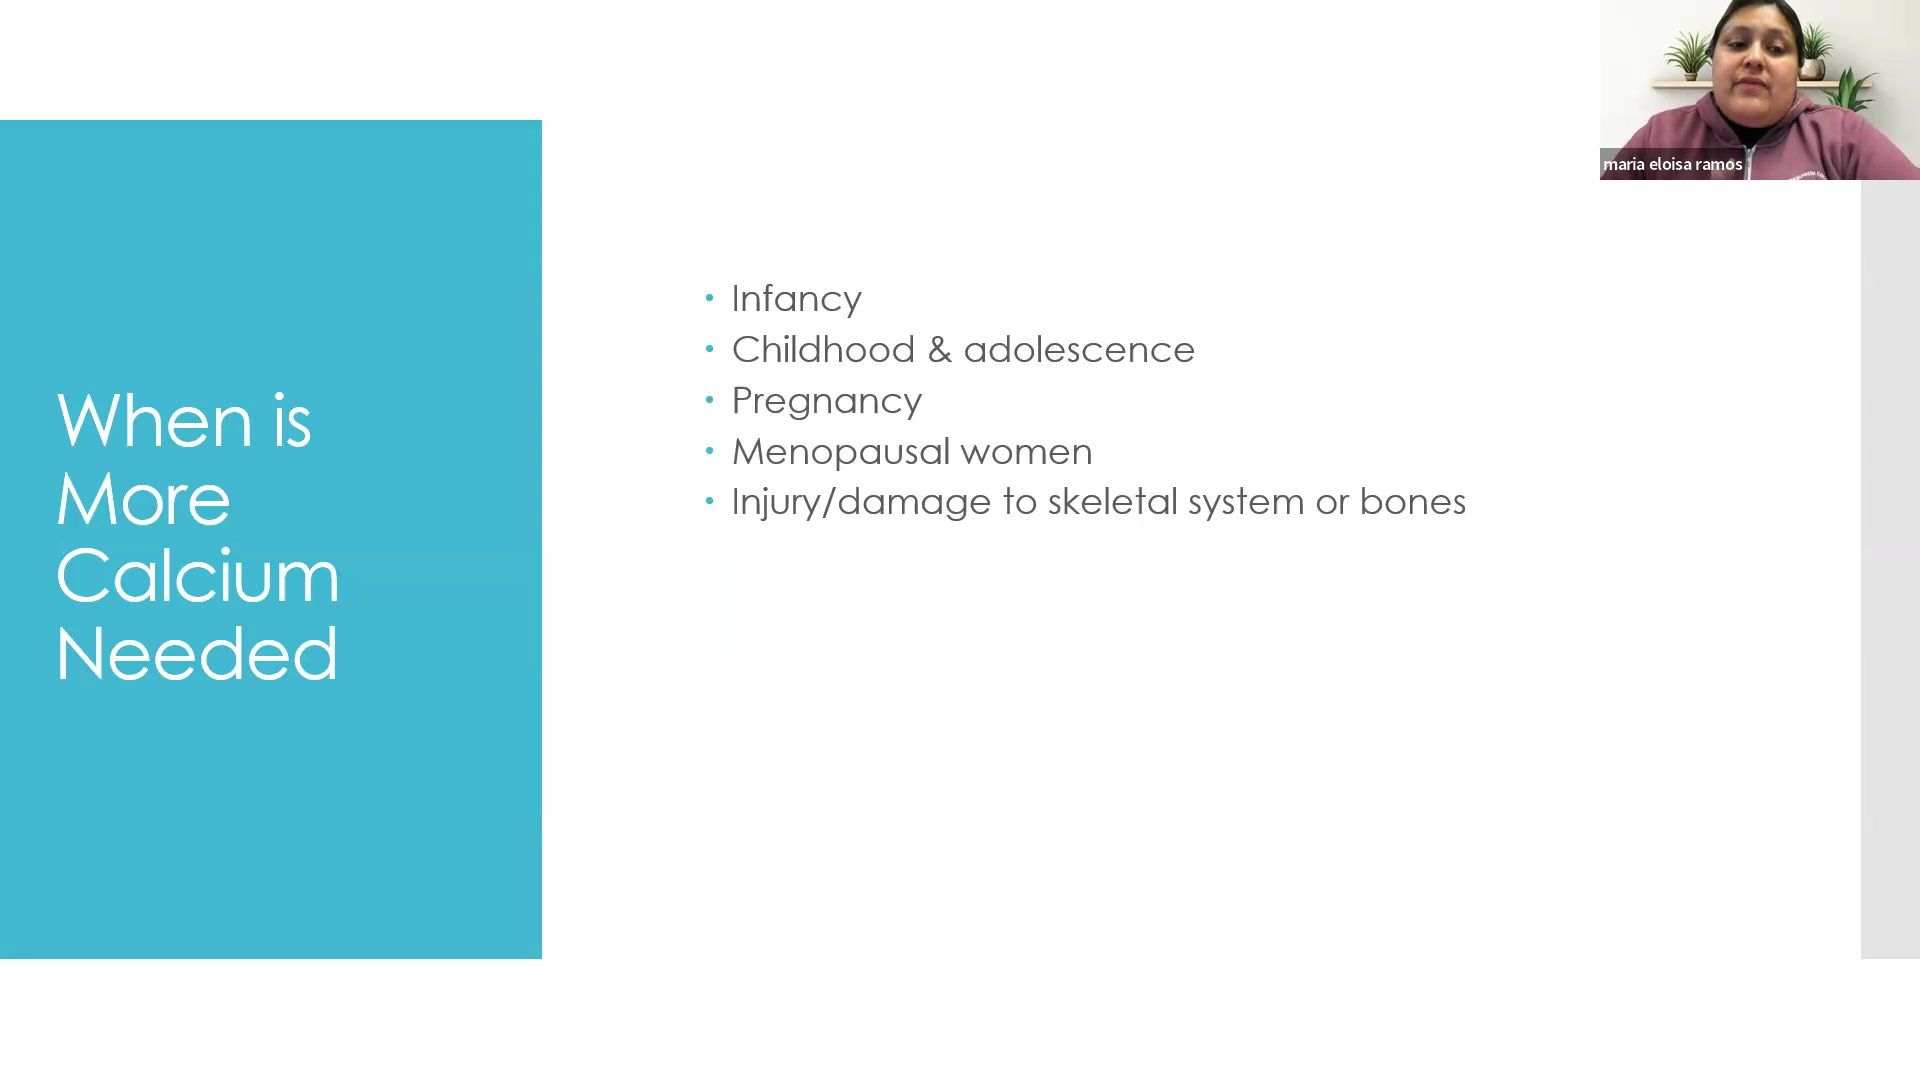 When is
More
Calcium
Needed
• Infancy
• Childhood & adolescence
• Pregnancy
• Menopausal women
• Injury/damage to skeletal system or bones
maria eloisa ramos